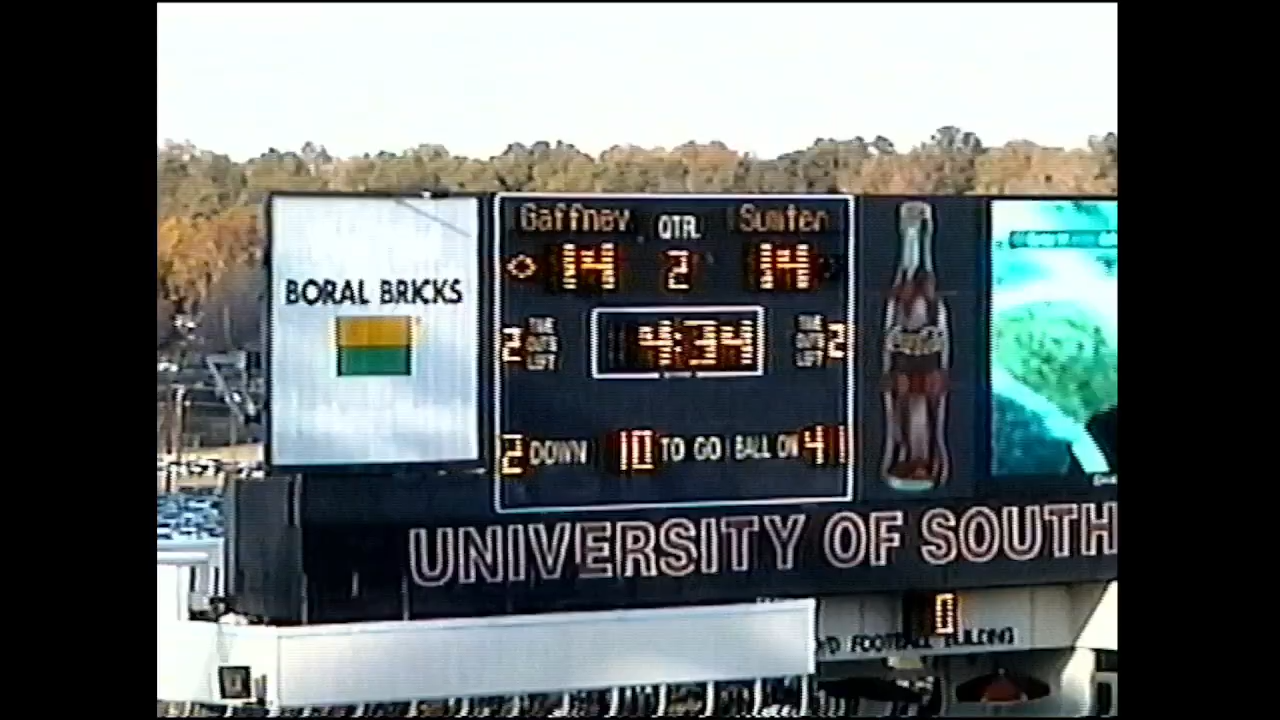 Gaffney QTR. Sumter
14 2 14
BORAL BRICKS
2 TIME OUTS LEFT 4:34 TIME OUTS LEFT 2
2 DOWN 10 TO GO BALL ON 41
UNIVERSITY OF SOUTH
0
FOOTBALL BUILDING